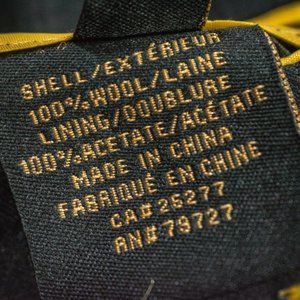 SHELL/EXTÉRIEUR
100% WOOL/LAINE
LINING/DOUBLURE
100% ACETATE/ACÉTATE
MADE IN CHINA
FABRIQUÉ EN CHINE
CA# 25277
RN# 79727